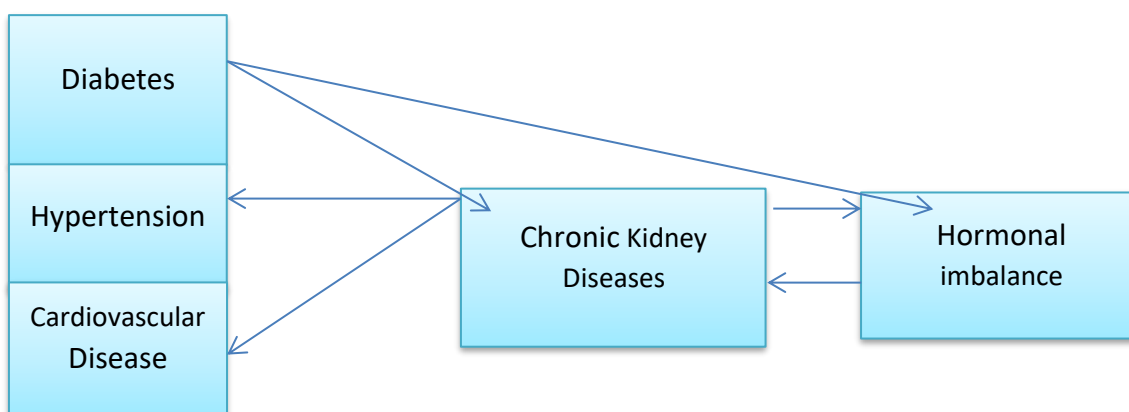 Diabetes
Hypertension
Cardiovascular
Disease
Chronic Kidney
Diseases
Hormonal
imbalance